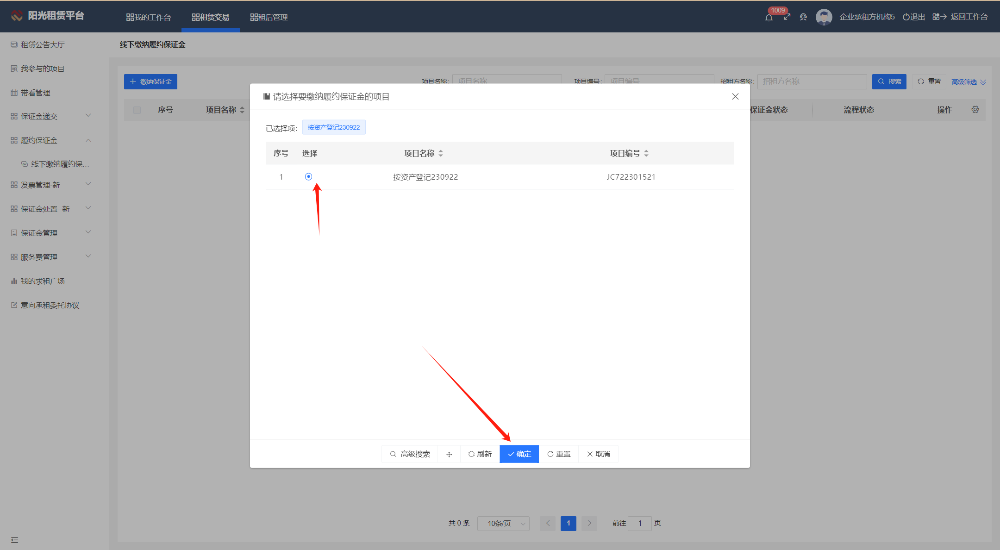 阳光租赁平台
我的工作台
租赁交易
租后管理
1009
企业承租方机构5
退出
返回工作台
租赁公告大厅
我参与的项目
带看管理
保证金递交
履约保证金
线下缴纳履约保...
发票管理-新
保证金处置--新
保证金管理
服务费管理
我的求租广场
意向承租委托协议
线下缴纳履约保证金
缴纳保证金
项目名称:
项目名称
项目编号:
项目编号
招租方名称:
招租方名称
搜索
重置
高级筛选
序号
项目名称
保证金状态
流程状态
操作
请选择要缴纳履约保证金的项目
已选择项:
按资产登记230922
序号
选择
项目名称
项目编号
1
按资产登记230922
JC722301521
高级搜索
刷新
确定
重置
取消
共 0 条
10条/页
1
前往
1
页